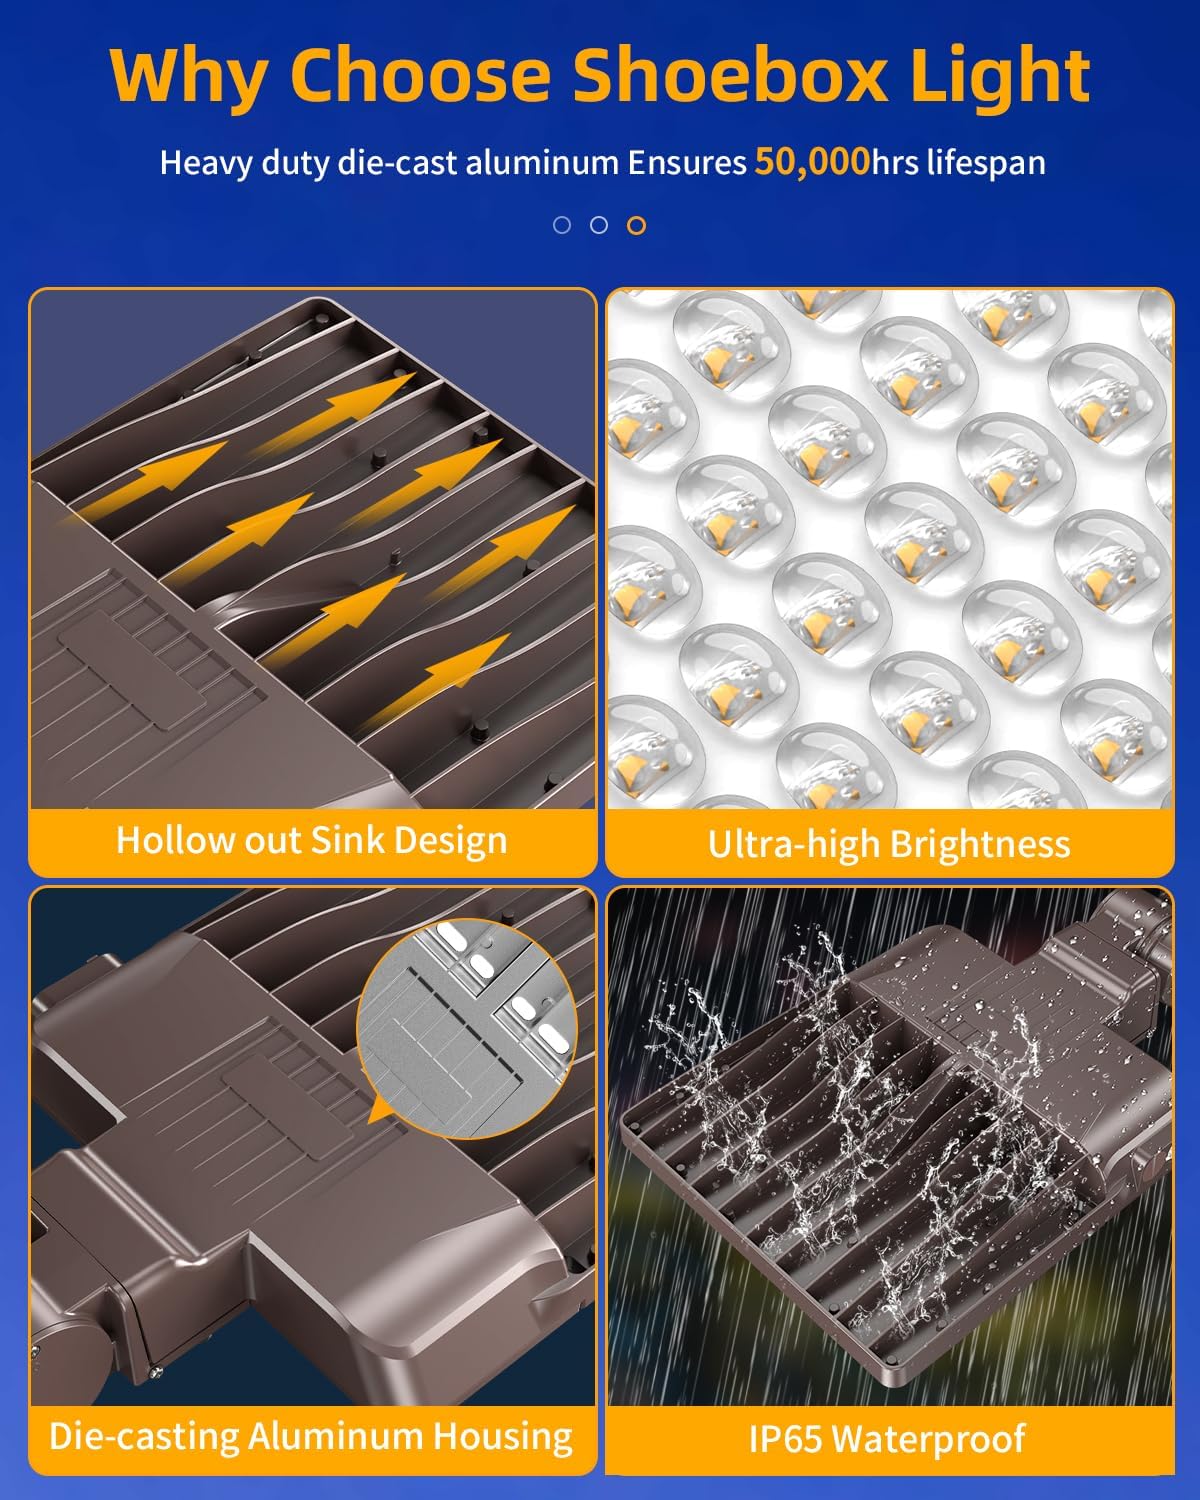 Why Choose Shoebox Light
Heavy duty die-cast aluminum Ensures 50,000hrs lifespan
Hollow out Sink Design
Ultra-high Brightness
Die-casting Aluminum Housing
IP65 Waterproof